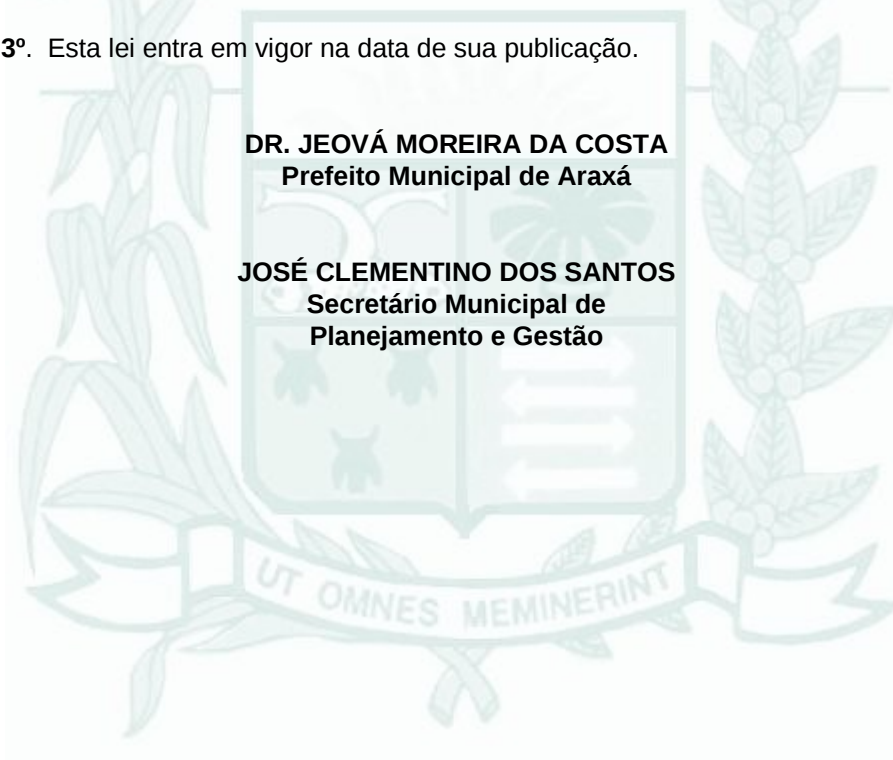 3º. Esta lei entra em vigor na data de sua publicação.
DR. JEOVÁ MOREIRA DA COSTA
Prefeito Municipal de Araxá
JOSÉ CLEMENTINO DOS SANTOS
Secretário Municipal de
Planejamento e Gestão
UT OMNES MEMINERINT